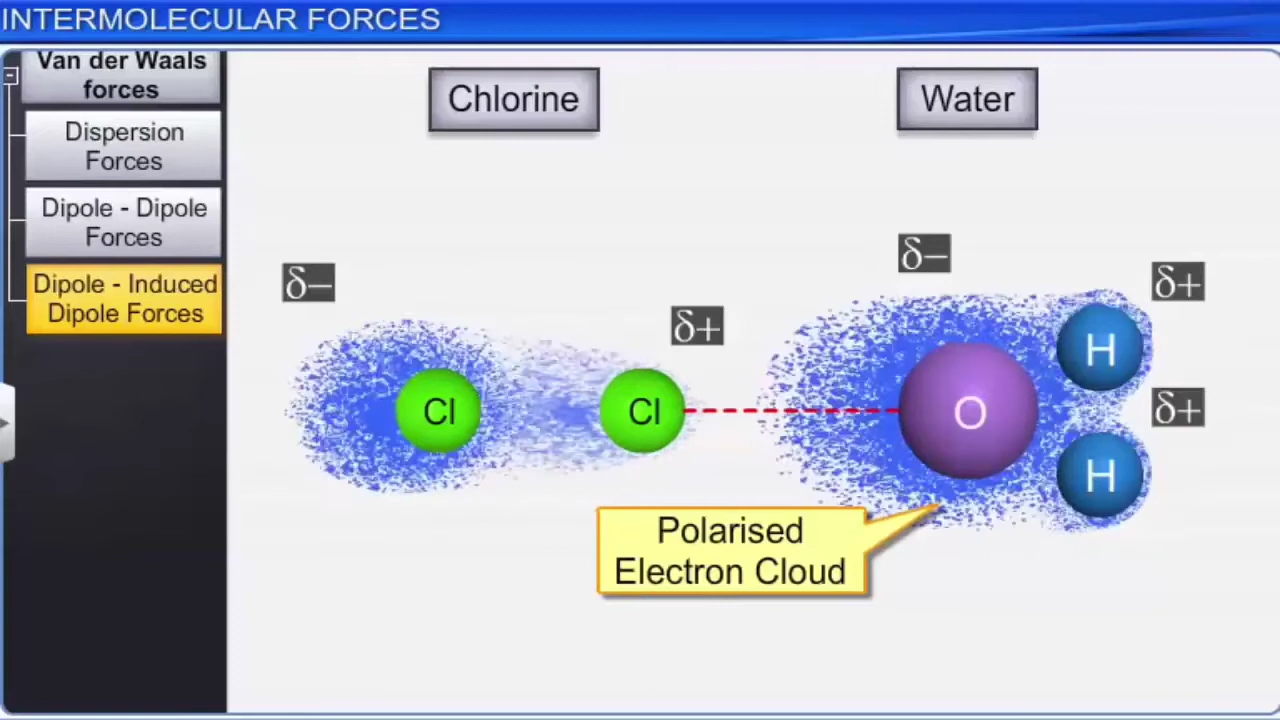 INTERMOLECULAR FORCES
Van der Waals
forces
Dispersion
Forces
Dipole - Dipole
Forces
Dipole - Induced
Dipole Forces
Chlorine
Water
δ–
δ+
δ–
δ+
δ+
Cl
Cl
O
H
H
Polarised
Electron Cloud